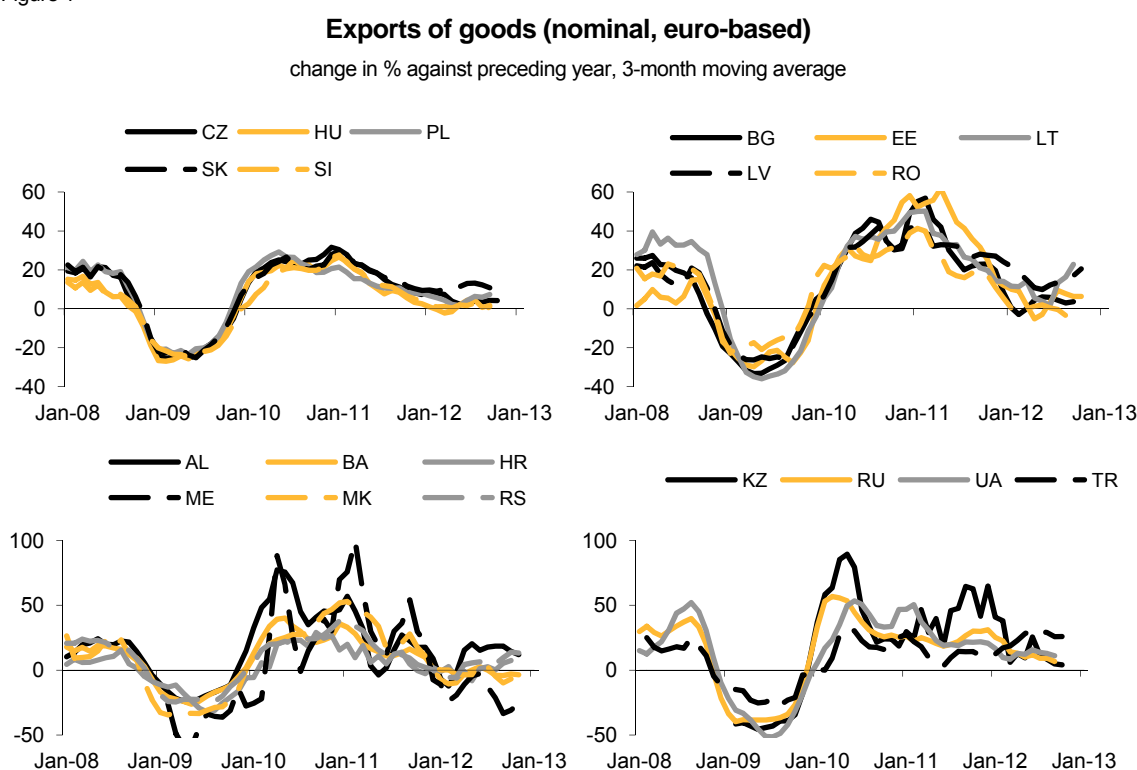 Exports of goods (nominal, euro-based)
change in % against preceding year, 3-month moving average
CZ HU PL
SK SI
60
40
20
0
-20
-40
Jan-08 Jan-09 Jan-10 Jan-11 Jan-12 Jan-13
BG EE LT
LV RO
60
40
20
0
-20
-40
Jan-08 Jan-09 Jan-10 Jan-11 Jan-12 Jan-13
AL BA HR
ME MK RS
100
50
0
-50
Jan-08 Jan-09 Jan-10 Jan-11 Jan-12 Jan-13
KZ RU UA TR
100
50
0
-50
Jan-08 Jan-09 Jan-10 Jan-11 Jan-12 Jan-13